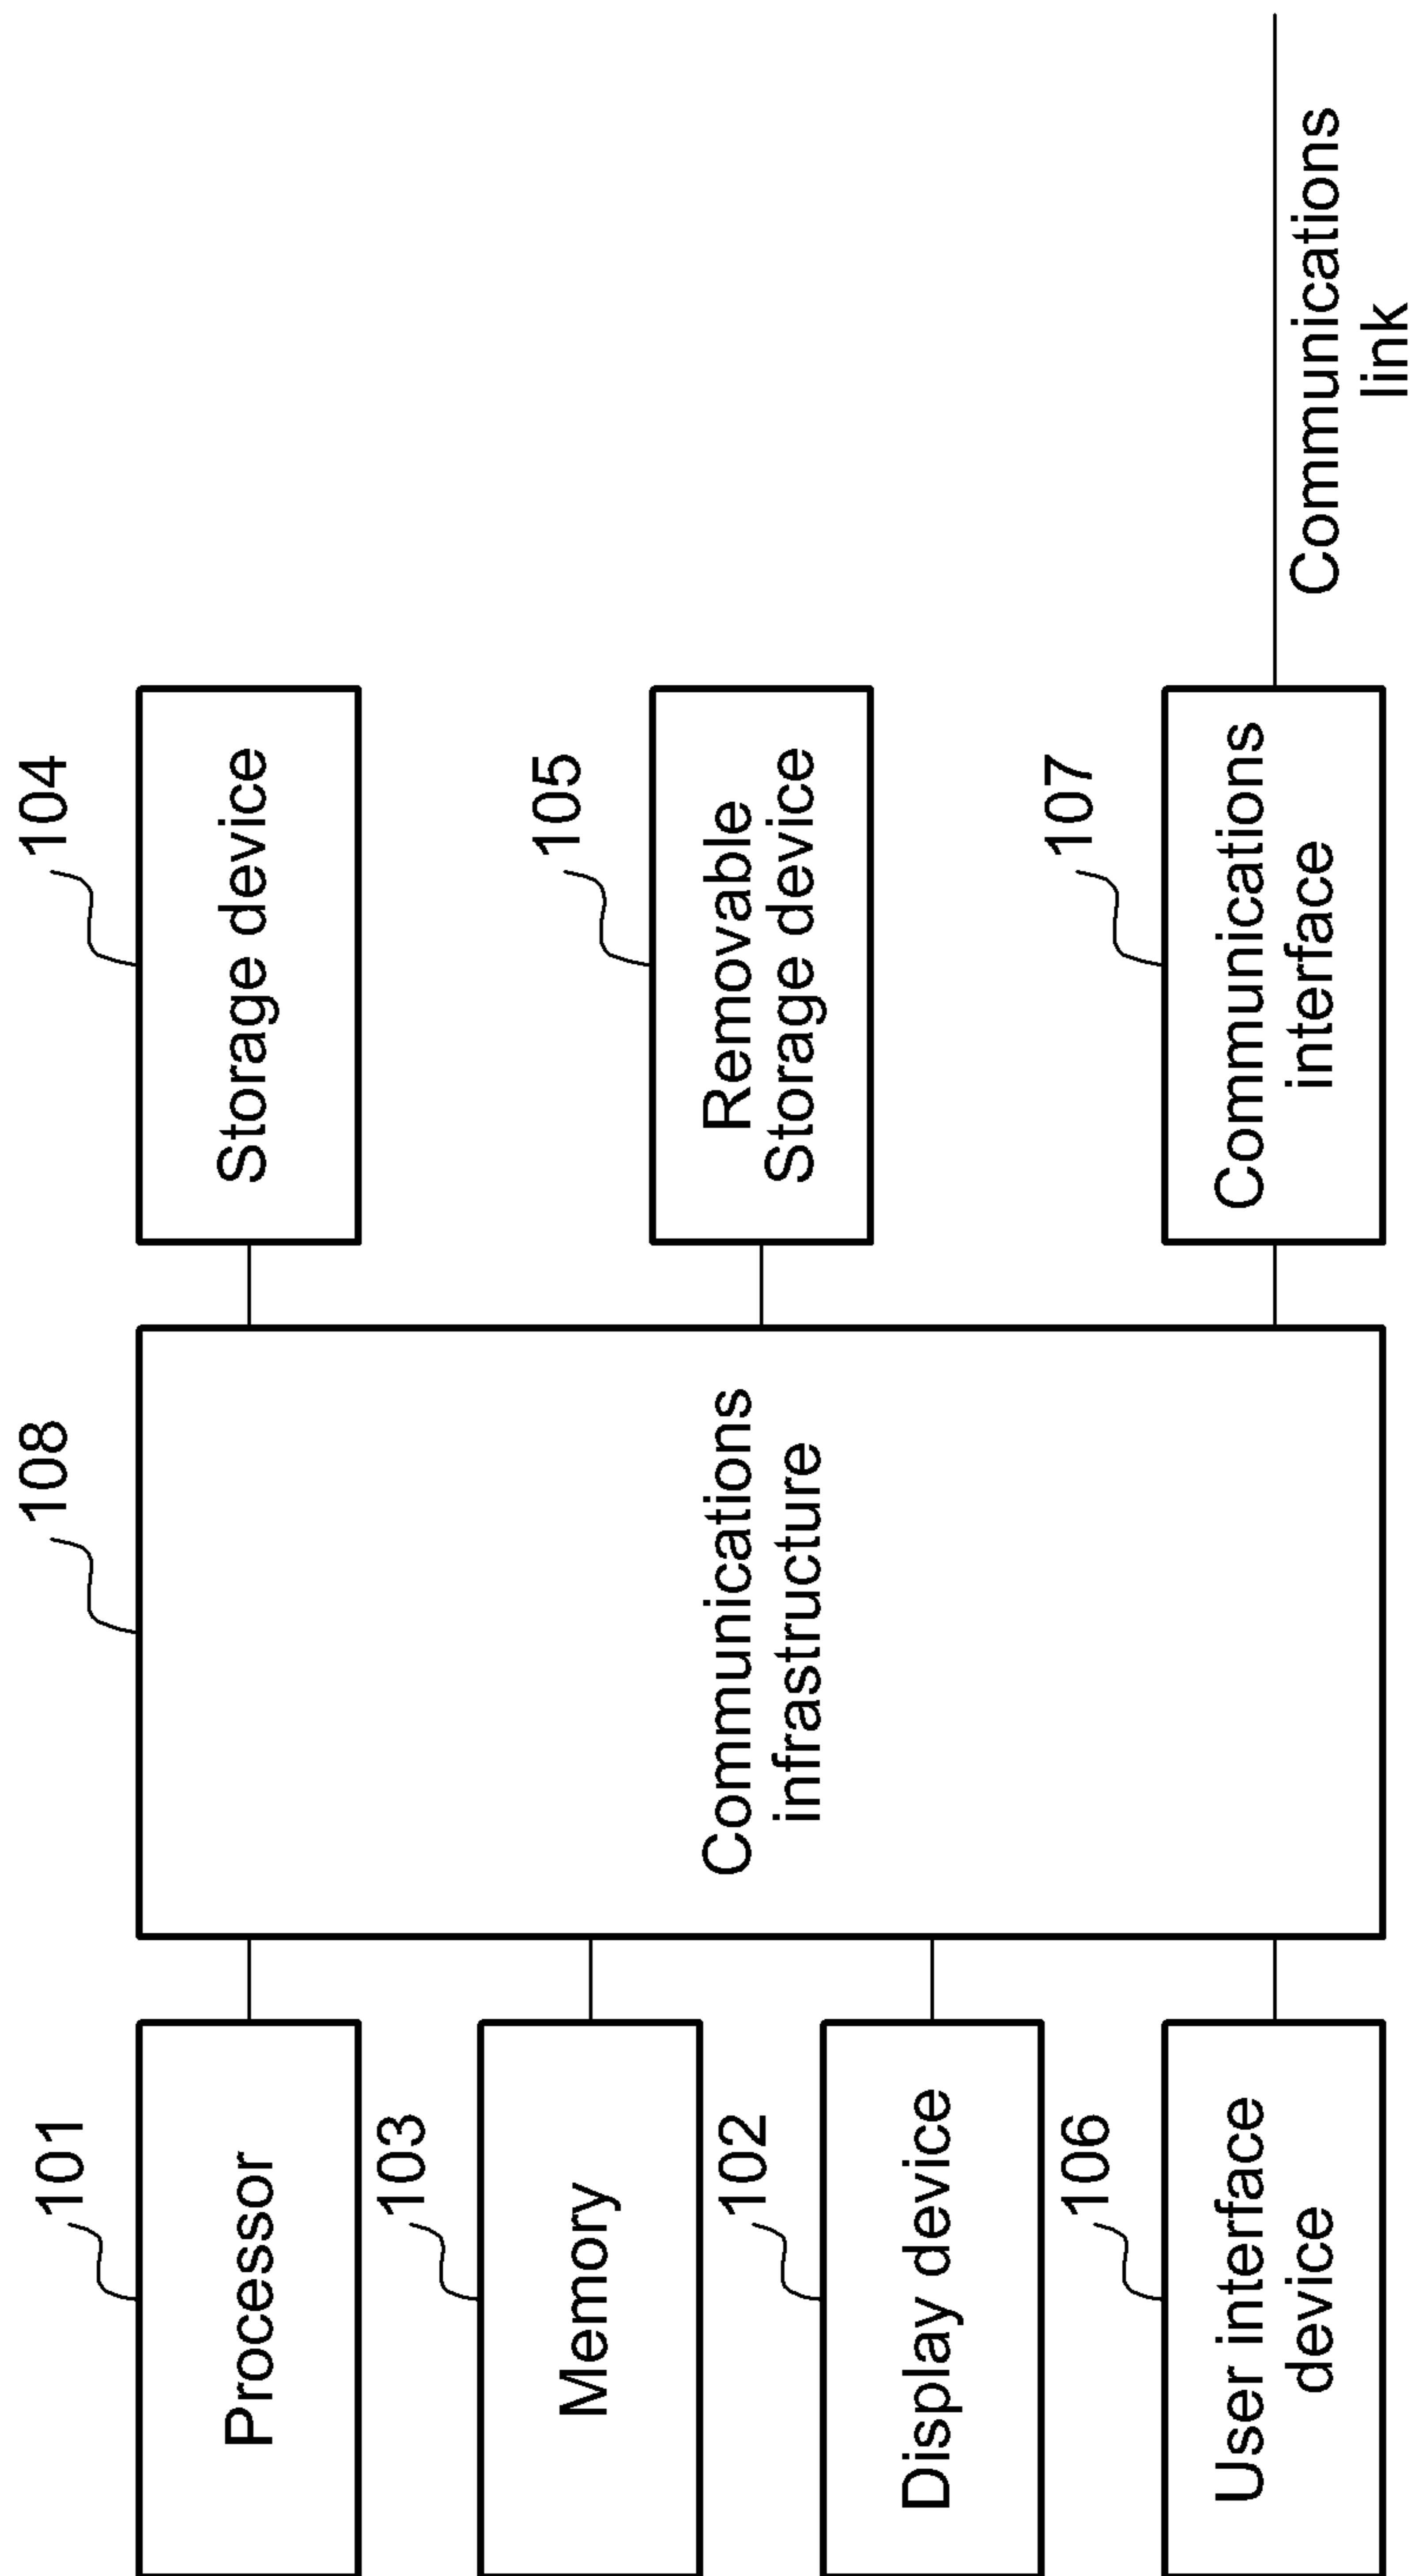 101
Processor
103
Memory
102
Display device
106
User interface
device
108
Communications
infrastructure
104
Storage device
105
Removable
Storage device
107
Communications
interface
Communications
link